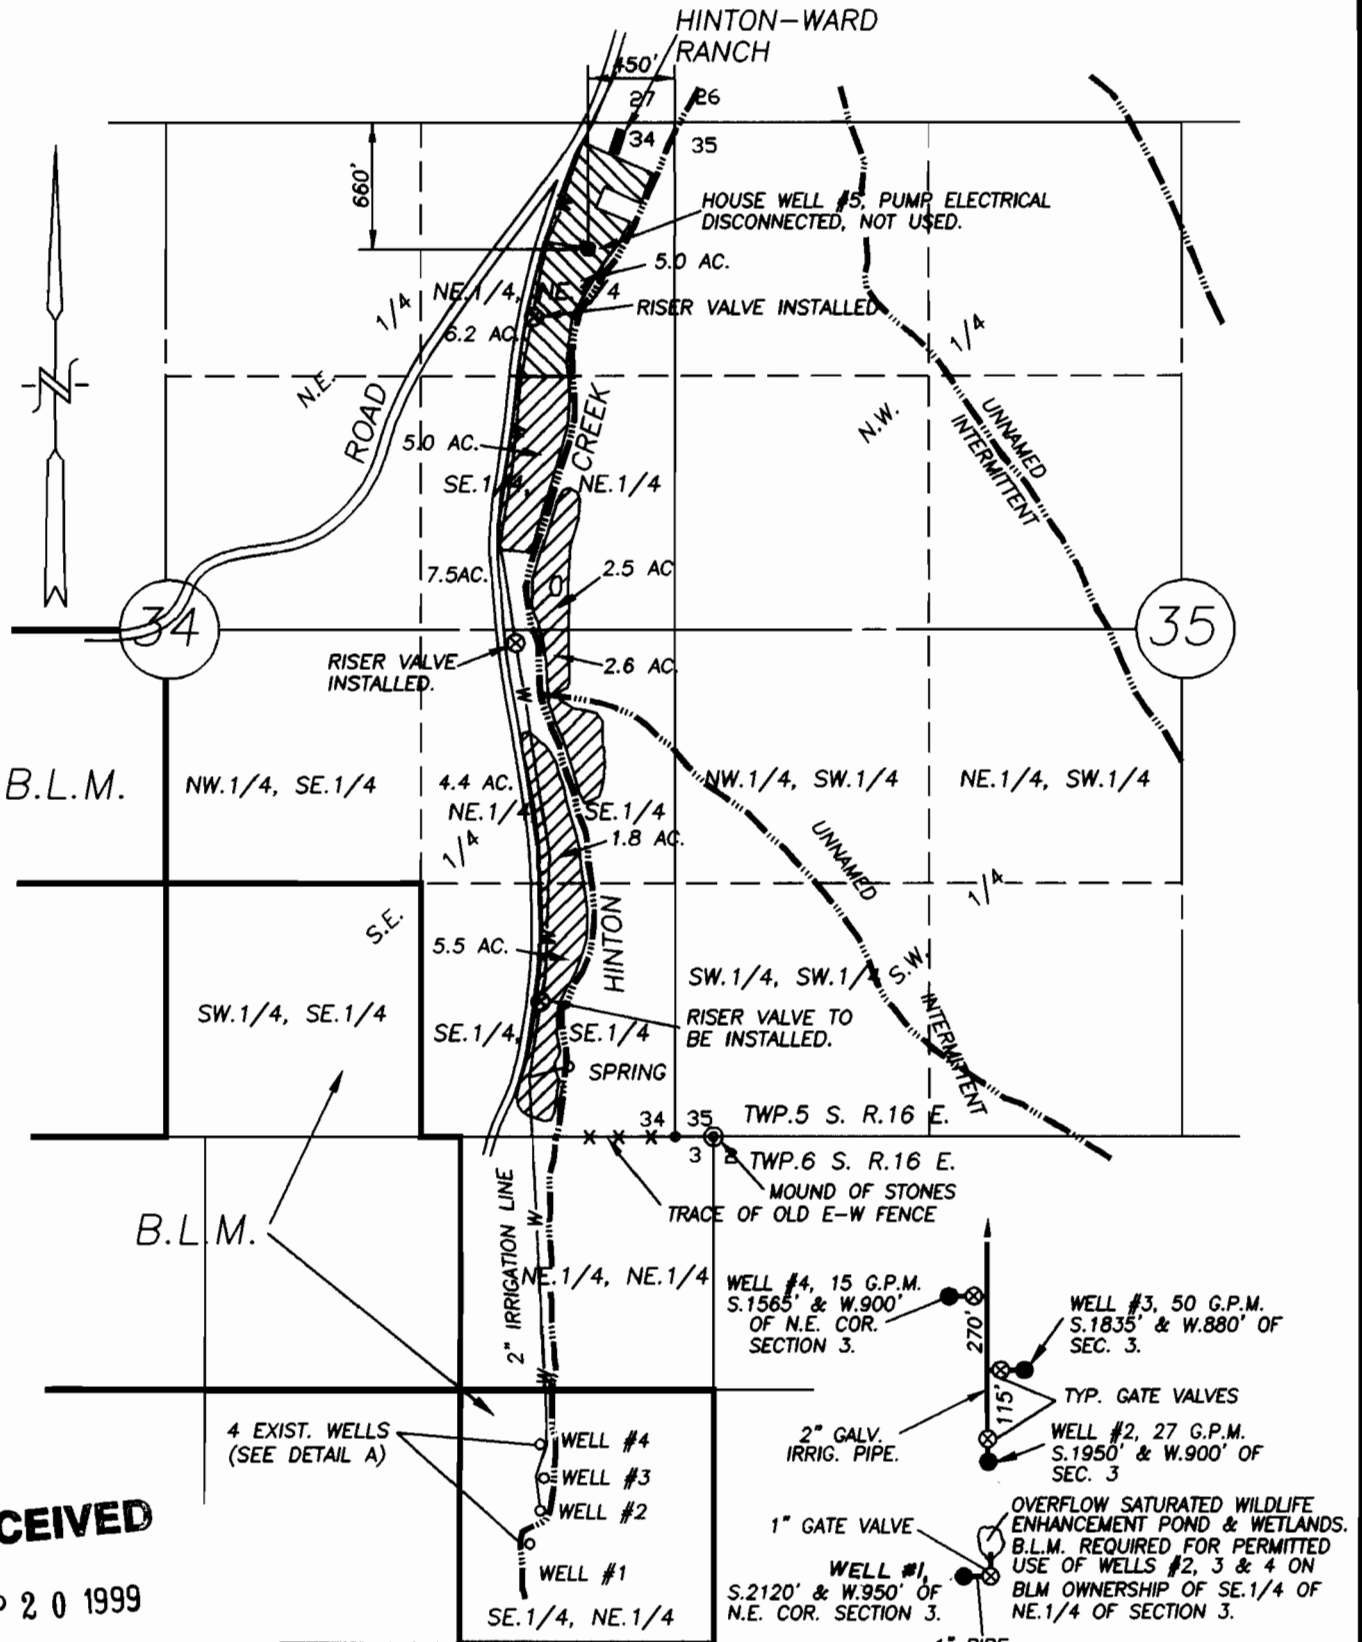 HINTON-WARD
RANCH
450'
27
26
34
35
660'
HOUSE WELL #5, PUMP ELECTRICAL
DISCONNECTED, NOT USED.
5.0 AC.
NE.1/4, NE 4
RISER VALVE INSTALLED
1/4
6.2 AC.
1/4
N.E.
ROAD
N.W.
UNNAMED
INTERMITTENT
5.0 AC.
CREEK
SE.1/4, NE.1/4
7.5AC.
2.5 AC
34
35
RISER VALVE
INSTALLED.
2.6 AC.
W
B.L.M.
NW.1/4, SE.1/4
4.4 AC.
NE.1/4 SE.1/4
NW.1/4, SW.1/4
NE.1/4, SW.1/4
1/4
1.8 AC.
UNNAMED
1/4
S.E.
HINTON
5.5 AC.
S.W.
SW.1/4, SW.1/4
SW.1/4, SE.1/4
SE.1/4, SE.1/4
RISER VALVE TO
BE INSTALLED.
INTERMITTENT
SPRING
34 35
TWP.5 S. R.16 E.
3
TWP.6 S. R.16 E.
MOUND OF STONES
TRACE OF OLD E-W FENCE
B.L.M.
2" IRRIGATION LINE
W
NE.1/4, NE.1/4
WELL #4, 15 G.P.M.
S.1565' & W.900'
OF N.E. COR.
SECTION 3.
270'
WELL #3, 50 G.P.M.
S.1835' & W.880' OF
SEC. 3.
115'
TYP. GATE VALVES
2" GALV.
IRRIG. PIPE.
WELL #2, 27 G.P.M.
S.1950' & W.900' OF
SEC. 3
4 EXIST. WELLS
(SEE DETAIL A)
WELL #4
WELL #3
WELL #2
WELL #1
SE.1/4, NE.1/4
1" GATE VALVE
OVERFLOW SATURATED WILDLIFE
ENHANCEMENT POND & WETLANDS.
B.L.M. REQUIRED FOR PERMITTED
USE OF WELLS #2, 3 & 4 ON
BLM OWNERSHIP OF SE.1/4 OF
NE.1/4 OF SECTION 3.
WELL #1,
S.2120' & W.950' OF
N.E. COR. SECTION 3.
1" PIPE
CEIVED
20 1999